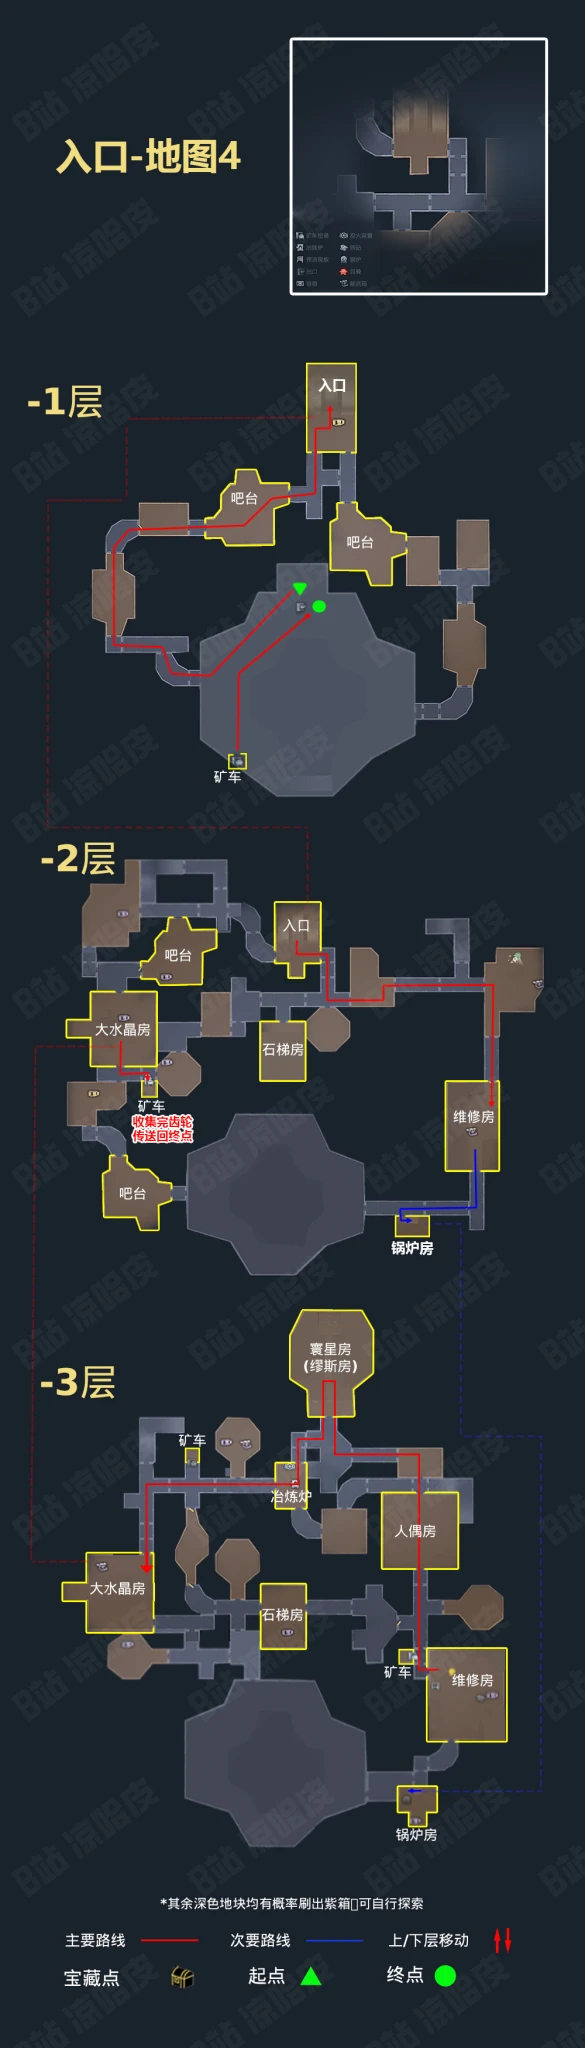 入口-地图4
-1层
入口
吧台
吧台
矿车
-2层
入口
吧台
大水晶房
石梯房
矿车
收集完齿轮
传送回终点
维修房
吧台
锅炉房
-3层
寰星房
(缪斯房)
矿车
冶炼炉
人偶房
大水晶房
石梯房
矿车
维修房
锅炉房
*其余深色地块均有概率刷出紫箱▯可自行探索
主要路线
次要路线
上/下层移动
宝藏点
起点
终点